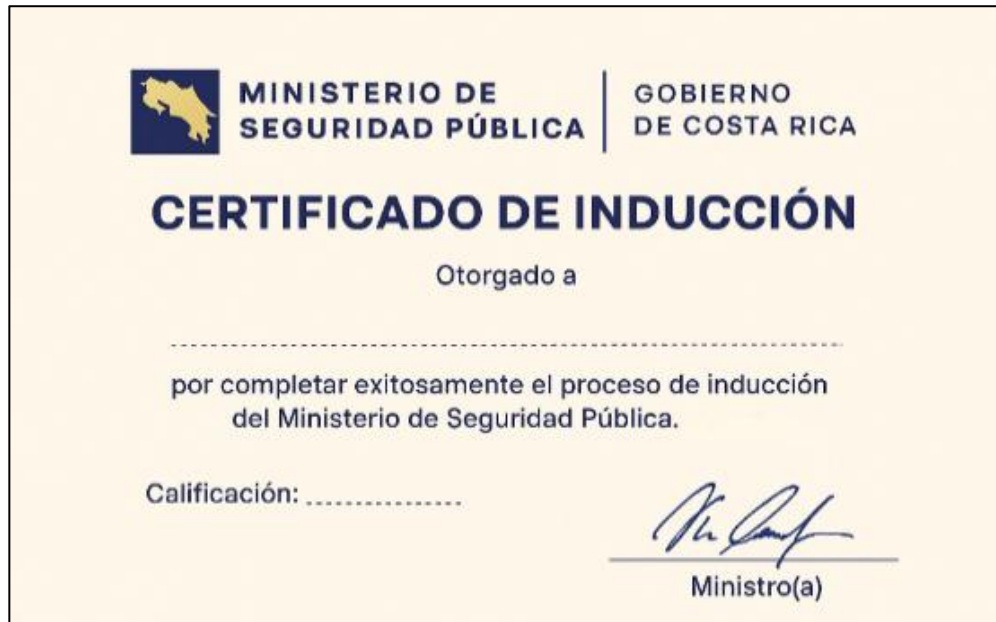 MINISTERIO DE
SEGURIDAD PÚBLICA
GOBIERNO
DE COSTA RICA
CERTIFICADO DE INDUCCIÓN
Otorgado a
por completar exitosamente el proceso de inducción
del Ministerio de Seguridad Pública.
Calificación:
Ministro(a)